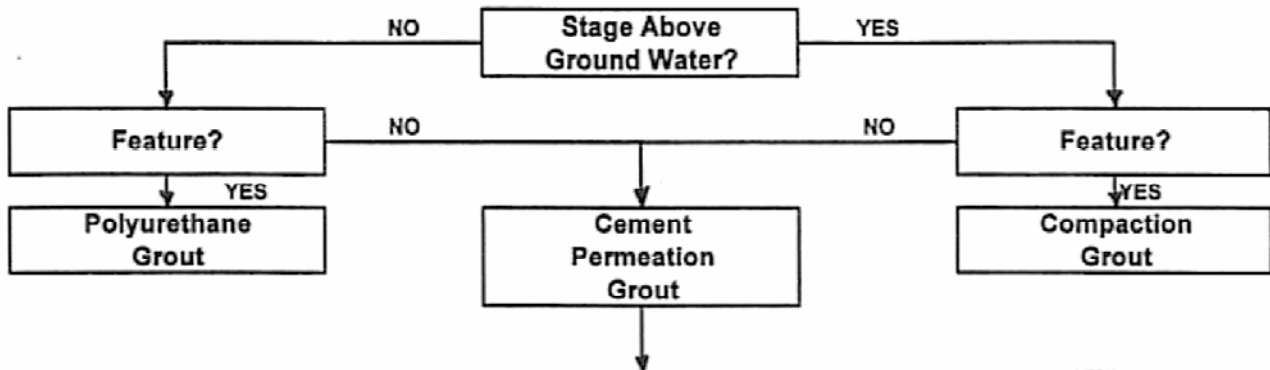 NO
Stage Above
Ground Water?
YES
Feature?
NO
NO
Feature?
YES
YES
Polyurethane
Grout
Cement
Permeation
Grout
Compaction
Grout